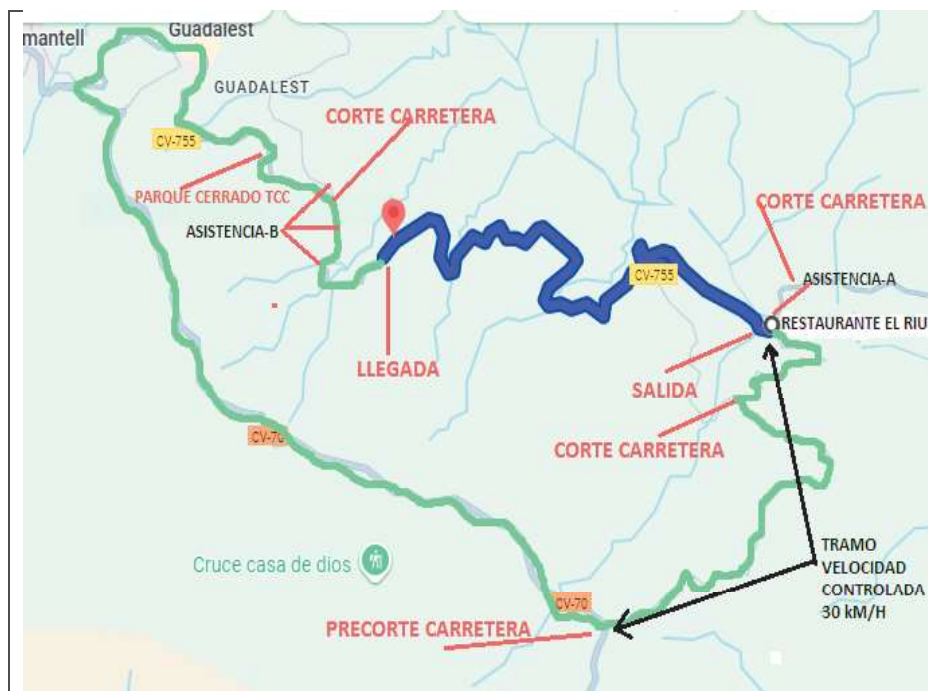 mantell
Guadalest
GUADALEST
CORTE CARRETERA
CV-755
PARQUE CERRADO TCC
CORTE CARRETERA
ASISTENCIA-B
CV-755
ASISTENCIA-A
RESTAURANTE EL RIU
LLEGADA
SALIDA
CV-70
CORTE CARRETERA
TRAMO
VELOCIDAD
CONTROLADA
30 kM/H
Cruce casa de dios
CV-70
PRECORTE CARRETERA